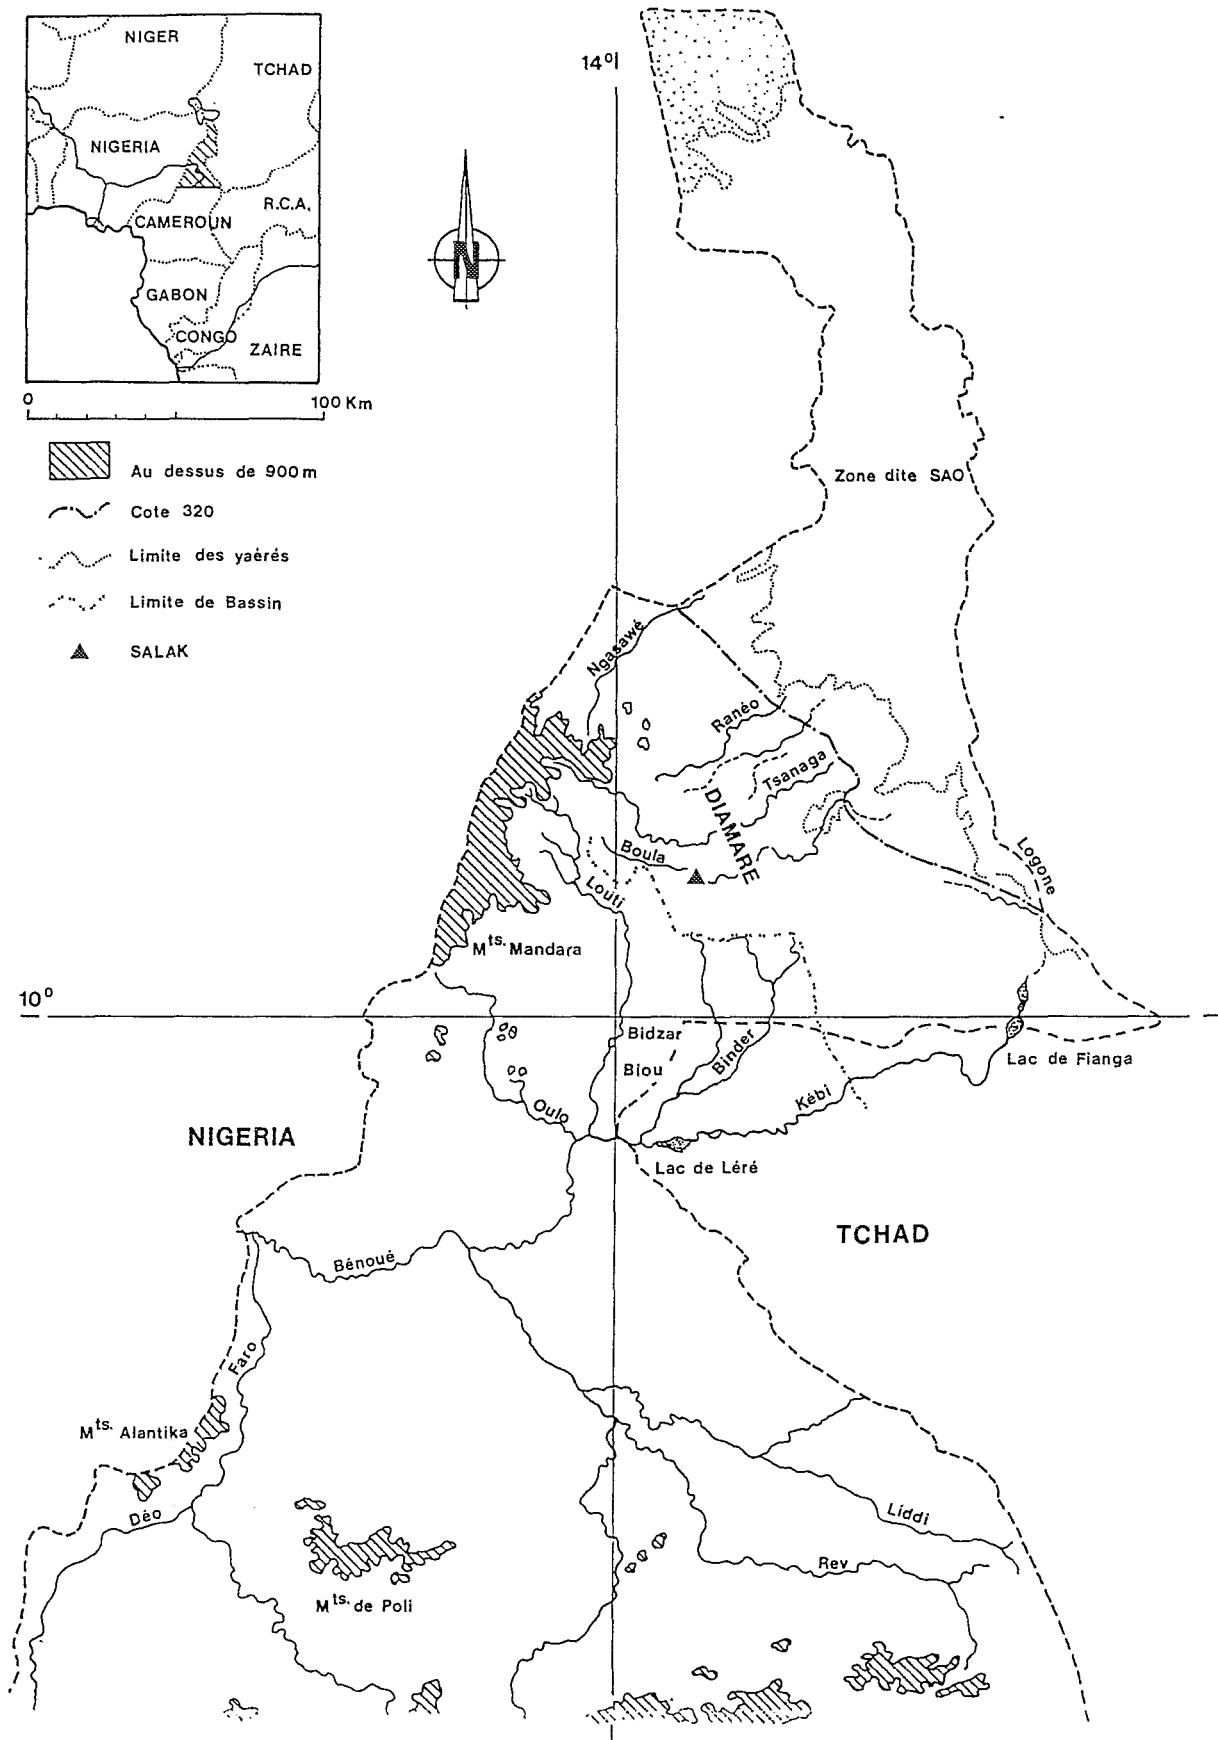 NIGER
TCHAD
NIGERIA
R.C.A.
CAMEROUN
GABON
CONGO
ZAIRE
0
100 Km
Au dessus de 900m
Cote 320
Limite des yaérés
Limite de Bassin
SALAK
N
14°
Zone dite SAO
Ngasawé
Ranéo
Tsanaga
DIAMARE
Boula
Louti
Logone
Mts. Mandara
10°
Bidzar
Biou
Binder
Lac de Fianga
Kébi
Oulo
NIGERIA
Lac de Léré
TCHAD
Bénoué
Faro
Mts. Alantika
Déo
Liddi
Rev
Mts. de Poli